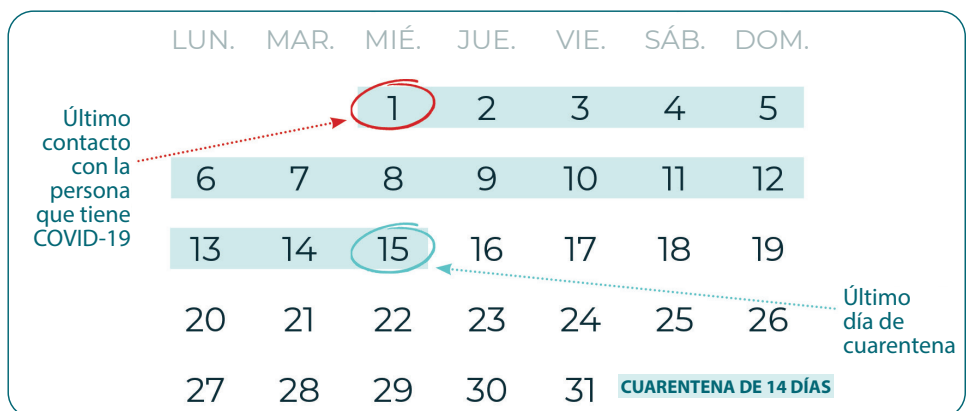 LUN. MAR. MIÉ. JUE. VIE. SÁB. DOM.
1 2 3 4 5
Último
contacto
con la
persona
que tiene
COVID-19
6 7 8 9 10 11 12
13 14 15 16 17 18 19
Último
día de
cuarentena
20 21 22 23 24 25 26
27 28 29 30 31 CUARENTENA DE 14 DÍAS